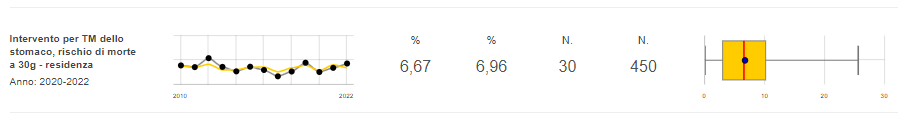 Intervento per TM dello
stomaco, rischio di morte
a 30g - residenza
Anno: 2020-2022
2010 2022
% % N. N.
6,67 6,96 30 450
0 10 20 30